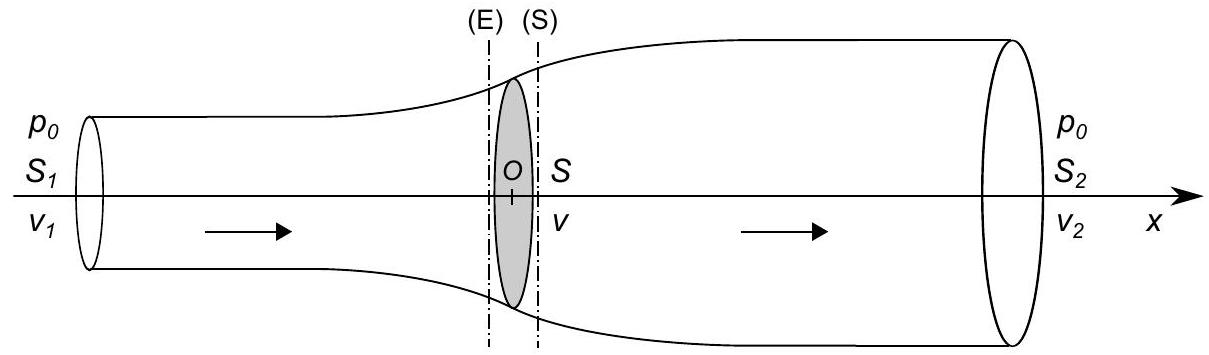 (E) (S)
p₀ p₀
S₁ O S S₂
v₁ v v₂ x